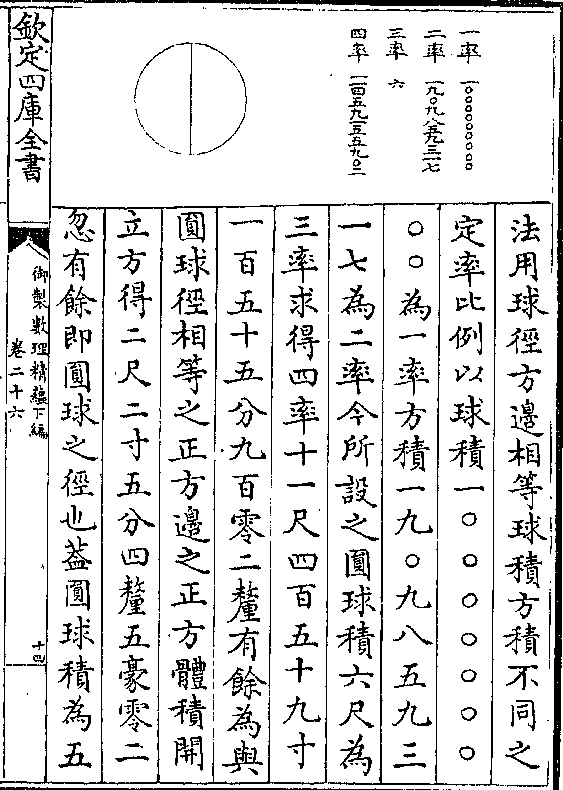 一率 一〇〇〇〇〇〇〇〇〇
二率 一九〇九八五九三一七
三率 六
四率 一一四五九一五五九〇二
法用球徑方邊相等球積方積不同之
定率比例以球積一〇〇〇〇〇〇〇
〇〇為一率方積一九〇九八五九三
一七為二率今所設之圓球積六尺為
三率求得四率十一尺四百五十九寸
一百五十五分九百零二釐有餘為與
圓球徑相等之正方邊之正方體積開
立方得二尺二寸五分四釐五豪零二
忽有餘即圓球之徑也葢圓球積為五
欽定四庫全書
御製數理精蘊下編
卷二十六
十四